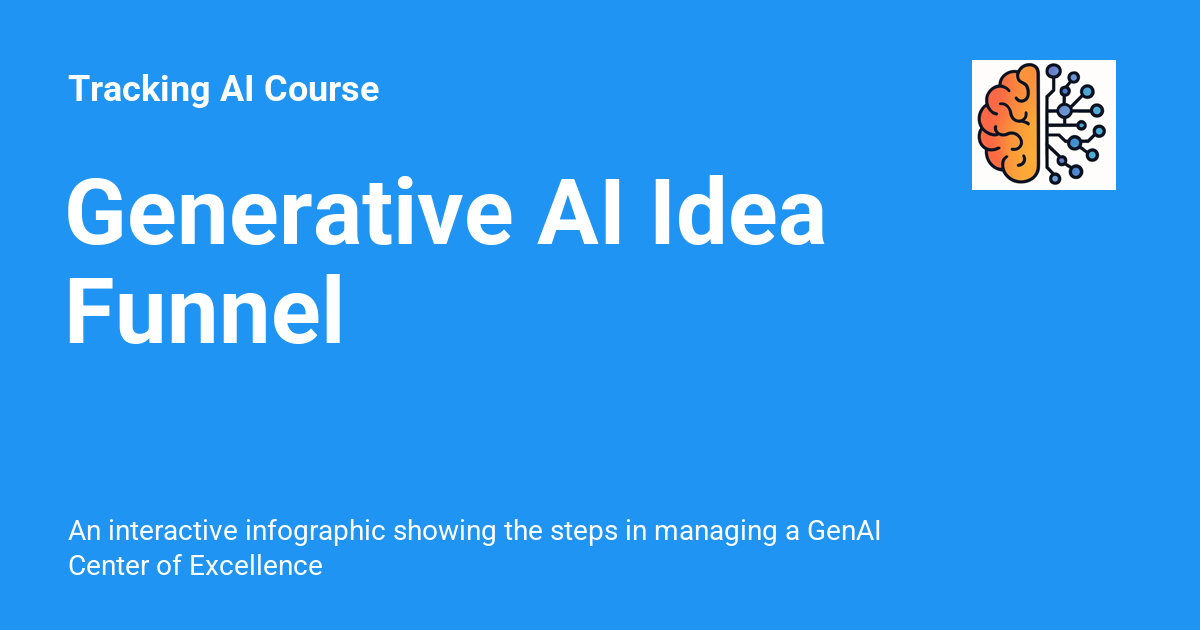 Tracking AI Course
Generative AI Idea
Funnel
An interactive infographic showing the steps in managing a GenAI
Center of Excellence